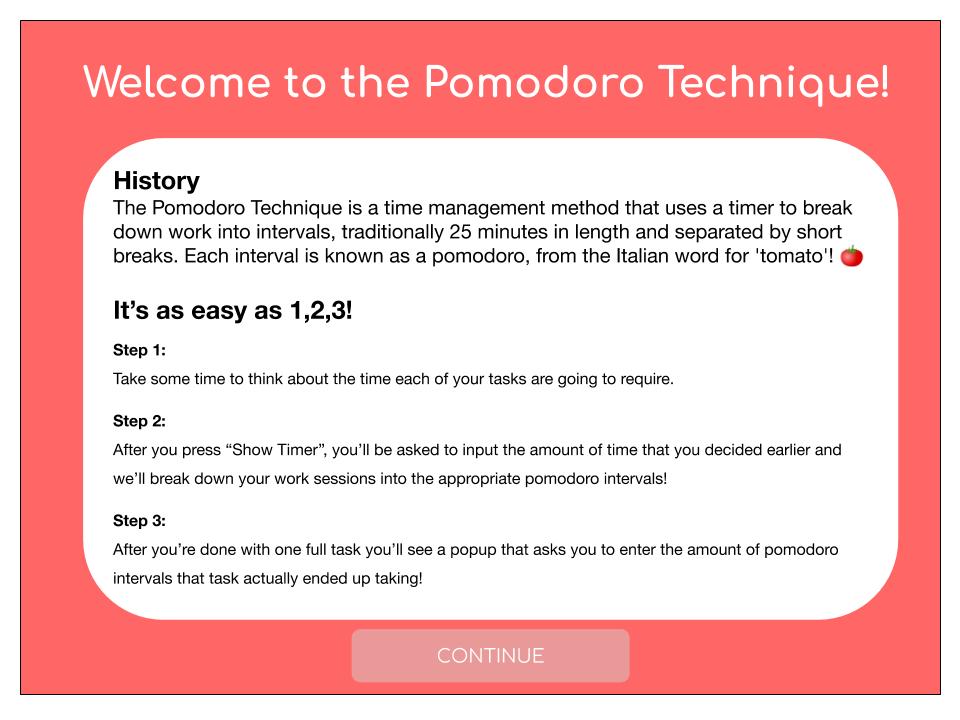 Welcome to the Pomodoro Technique!
History
The Pomodoro Technique is a time management method that uses a timer to break
down work into intervals, traditionally 25 minutes in length and separated by short
breaks. Each interval is known as a pomodoro, from the Italian word for 'tomato'! 🍅
It’s as easy as 1,2,3!
Step 1:
Take some time to think about the time each of your tasks are going to require.
Step 2:
After you press “Show Timer”, you’ll be asked to input the amount of time that you decided earlier and
we’ll break down your work sessions into the appropriate pomodoro intervals!
Step 3:
After you’re done with one full task you’ll see a popup that asks you to enter the amount of pomodoro
intervals that task actually ended up taking!
CONTINUE